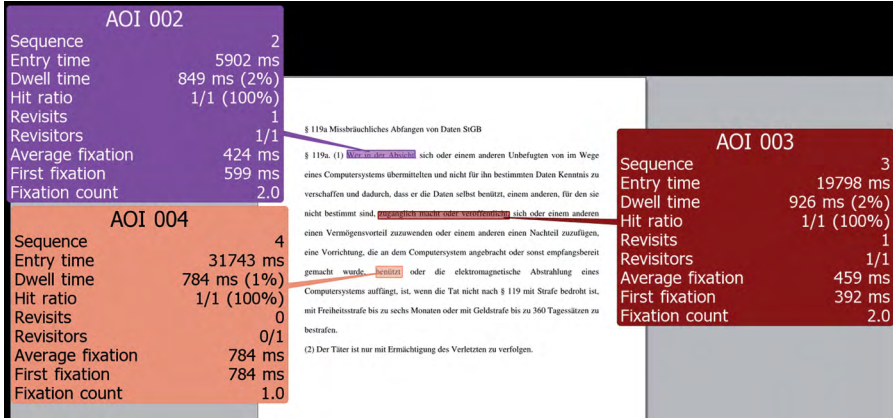 AOI 002
Sequence 2
Entry time 5902 ms
Dwell time 849 ms (2%)
Hit ratio 1/1 (100%)
Revisits 1
Revisitors 1/1
Average fixation 424 ms
First fixation 599 ms
Fixation count 2.0
AOI 004
Sequence 4
Entry time 31743 ms
Dwell time 784 ms (1%)
Hit ratio 1/1 (100%)
Revisits 0
Revisitors 0/1
Average fixation 784 ms
First fixation 784 ms
Fixation count 1.0
§ 119a Missbräuchliches Abfangen von Daten StGB
§ 119a. (1) Wer in der Absicht, sich oder einem anderen Unbefugten von im Wege
eines Computersystems übermittelten und nicht für ihn bestimmten Daten Kenntnis zu
verschaffen und dadurch, dass er die Daten selbst benützt, einem anderen, für den sie
nicht bestimmt sind, zugänglich macht oder veröffentlicht, sich oder einem anderen
einen Vermögensvorteil zuzuwenden oder einem anderen einen Nachteil zuzufügen,
eine Vorrichtung, die an dem Computersystem angebracht oder sonst empfangsbereit
gemacht wurde, benützt oder die elektromagnetische Abstrahlung eines
Computersystems auffängt, ist, wenn die Tat nicht nach § 119 mit Strafe bedroht ist,
mit Freiheitsstrafe bis zu sechs Monaten oder mit Geldstrafe bis zu 360 Tagessätzen zu
bestrafen.
(2) Der Täter ist nur mit Ermächtigung des Verletzten zu verfolgen.
AOI 003
Sequence 3
Entry time 19798 ms
Dwell time 926 ms (2%)
Hit ratio 1/1 (100%)
Revisits 1
Revisitors 1/1
Average fixation 459 ms
First fixation 392 ms
Fixation count 2.0